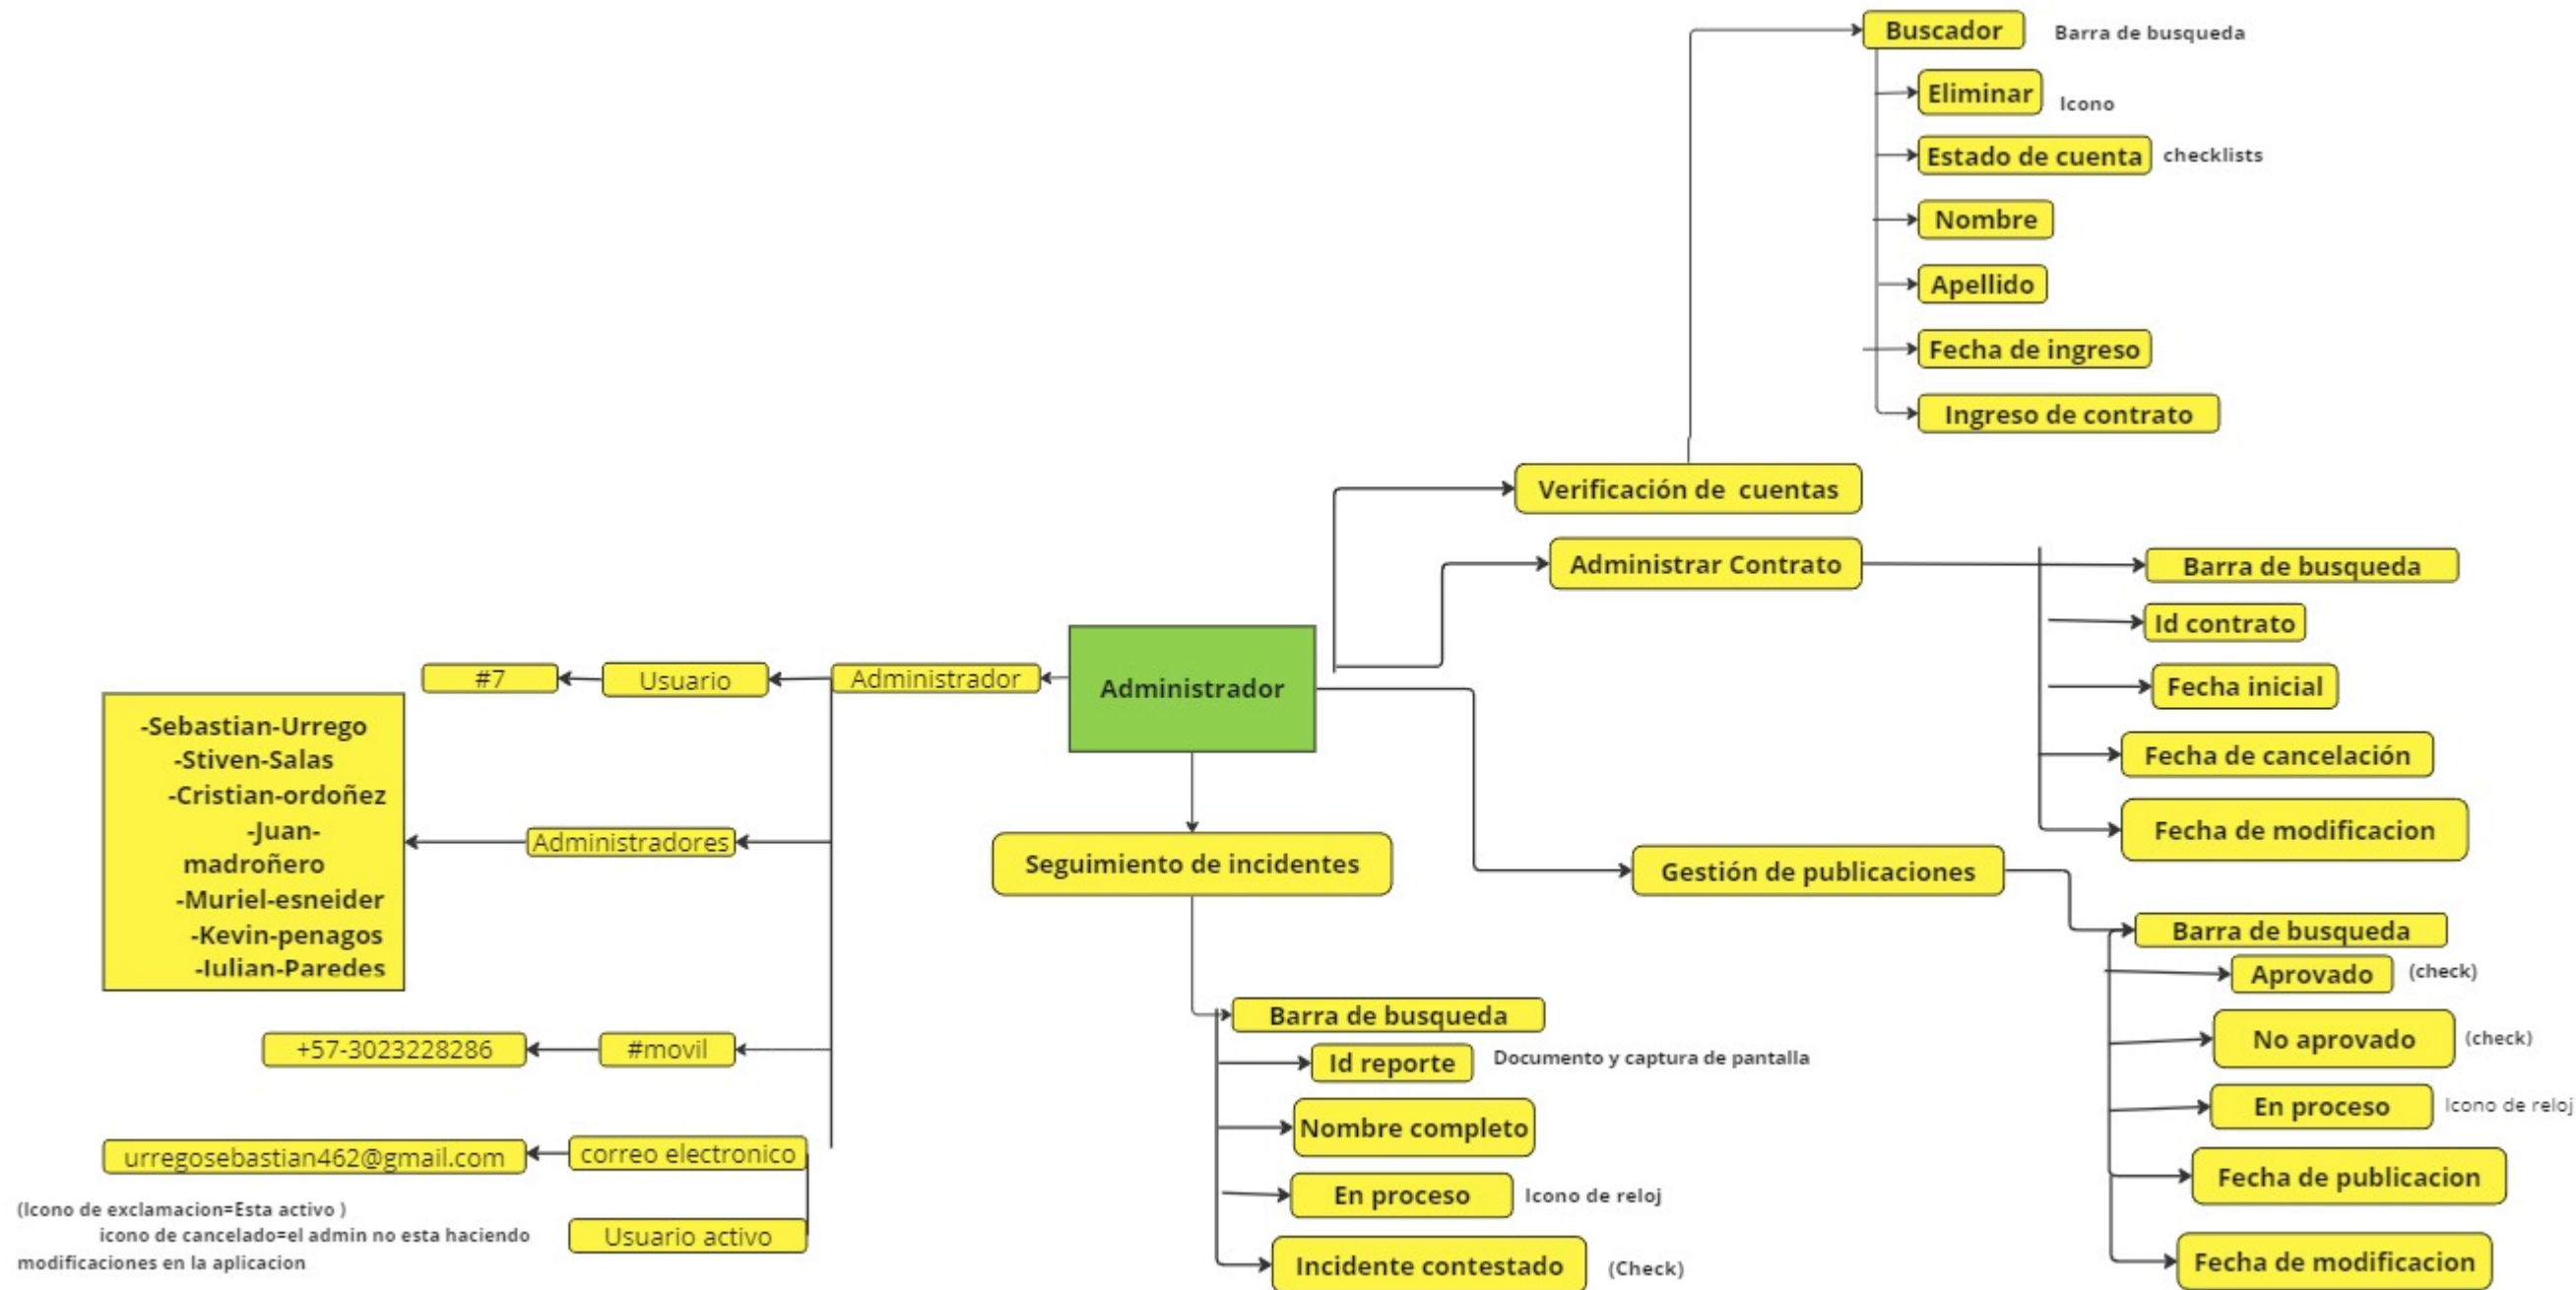 Buscador
Barra de busqueda
Eliminar
Icono
Estado de cuenta
checklists
Nombre
Apellido
Fecha de ingreso
Ingreso de contrato
Verificación de cuentas
Administrar Contrato
Barra de busqueda
Id contrato
Fecha inicial
Fecha de cancelación
Fecha de modificacion
Administrador
Administrador
Usuario
#7
Administradores
-Sebastian-Urrego
-Stiven-Salas
-Cristian-ordoñez
-Juan-
madroñero
-Muriel-esneider
-Kevin-penagos
-Julian-Paredes
#movil
+57-3023228286
correo electronico
urregosebastian462@gmail.com
Usuario activo
(Icono de exclamacion=Esta activo )
icono de cancelado=el admin no esta haciendo
modificaciones en la aplicacion
Seguimiento de incidentes
Barra de busqueda
Id reporte
Documento y captura de pantalla
Nombre completo
En proceso
Icono de reloj
Incidente contestado
(Check)
Gestión de publicaciones
Barra de busqueda
Aprovado
(check)
No aprovado
(check)
En proceso
Icono de reloj
Fecha de publicacion
Fecha de modificacion